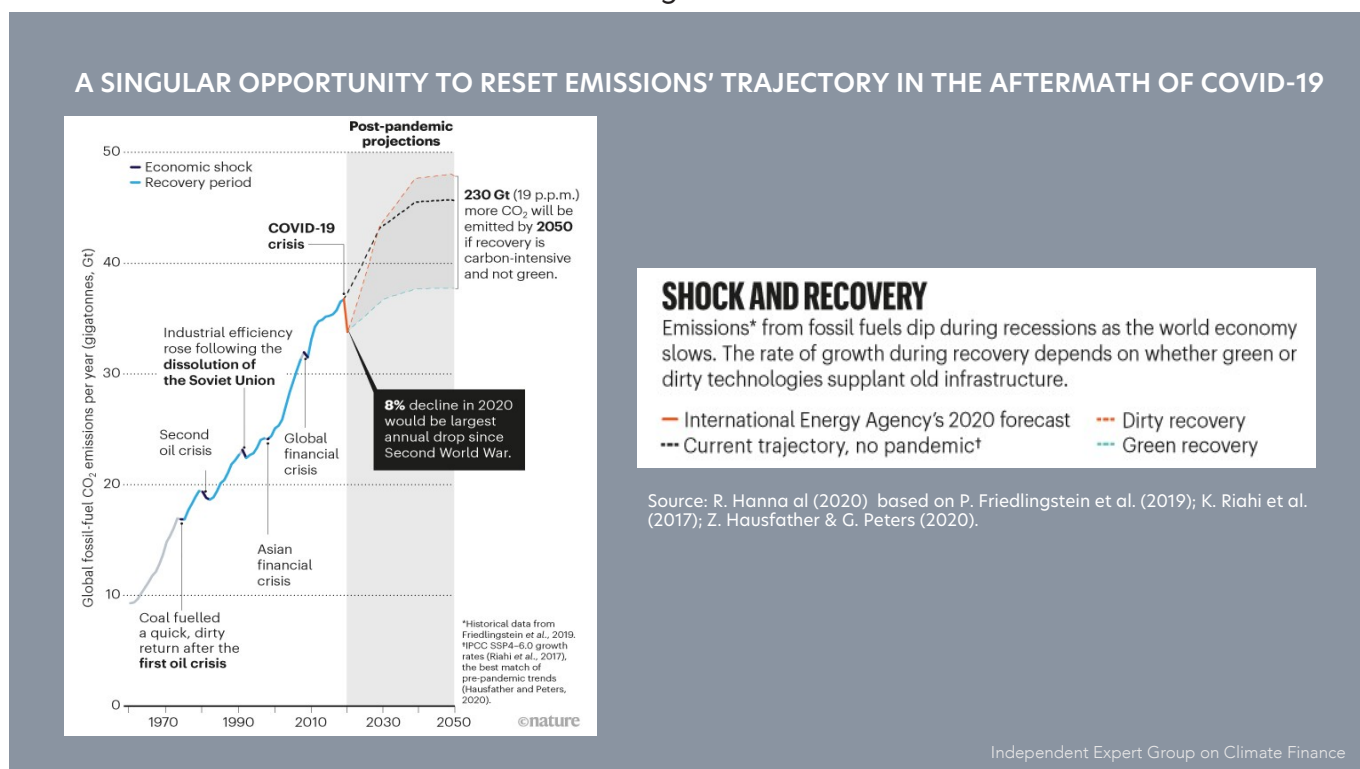 A SINGULAR OPPORTUNITY TO RESET EMISSIONS' TRAJECTORY IN THE AFTERMATH OF COVID-19
Post-pandemic
projections
50
Economic shock
Recovery period
230 Gt (19 p.p.m.)
more CO₂ will be
emitted by 2050
if recovery is
carbon-intensive
and not green.
COVID-19
crisis
40
Industrial efficiency
rose following the
dissolution of
the Soviet Union
30
8% decline in 2020
would be largest
annual drop since
Second World War.
Second
oil crisis
Global
financial
crisis
20
Asian
financial
crisis
10
Coal fuelled
a quick, dirty
return after the
first oil crisis
*Historical data from
Friedlingstein et al., 2019.
†IPCC SSP4–6.0 growth
rates (Riahi et al., 2017),
the best match of
pre-pandemic trends
(Hausfather and Peters,
2020).
0
1970 1990 2010 2030 2050
©nature
Global fossil-fuel CO₂ emissions per year (gigatonnes, Gt)
SHOCK AND RECOVERY
Emissions* from fossil fuels dip during recessions as the world economy
slows. The rate of growth during recovery depends on whether green or
dirty technologies supplant old infrastructure.
International Energy Agency's 2020 forecast
Dirty recovery
Current trajectory, no pandemic†
Green recovery
Source: R. Hanna al (2020) based on P. Friedlingstein et al. (2019); K. Riahi et al.
(2017); Z. Hausfather & G. Peters (2020).
Independent Expert Group on Climate Finance